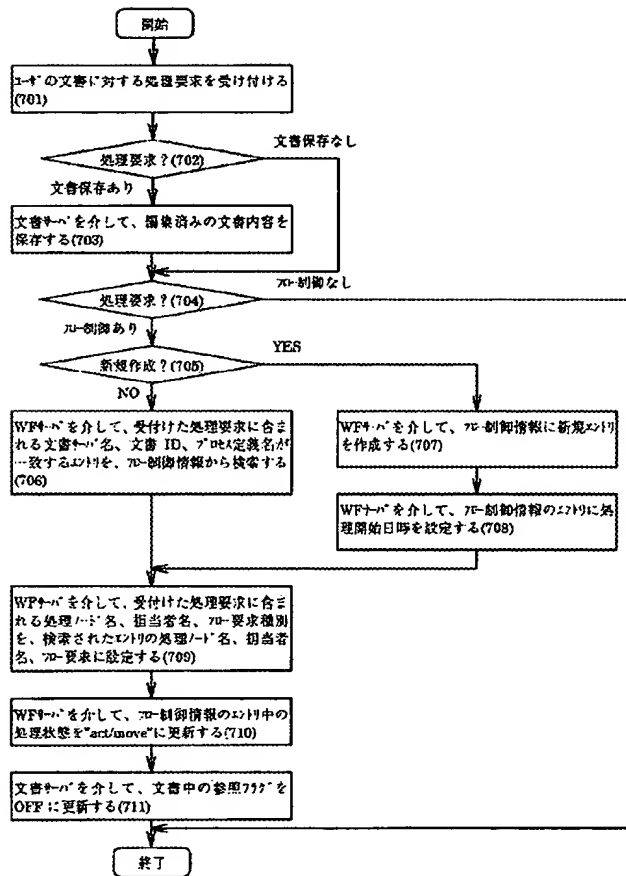 開始
ユーザの文書に対する処理要求を受け付ける
(701)
文書保存なし
処理要求？(702)
文書保存あり
文書サーバを介して、編集済みの文書内容を
保存する(703)
処理要求？(704)
フロー制御なし
フロー制御あり
新規作成？(705)
YES
NO
WFサーバを介して、受付けた処理要求に含ま
れる文書サーバ名、文書 ID、プロセス定義名が
一致するエントリを、フロー制御情報から検索する
(706)
WFサーバを介して、フロー制御情報に新規エントリ
を作成する(707)
WFサーバを介して、フロー制御情報のエントリに処
理開始日時を設定する(708)
WFサーバを介して、受付けた処理要求に含ま
れる処理ノード名、担当者名、フロー要求種別
を、検索されたエントリの処理ノード名、担当者
名、フロー要求に設定する(709)
WFサーバを介して、フロー制御情報のエントリ中の
処理状態を"act/move"に更新する(710)
文書サーバを介して、文書中の参照フラグを
OFF に更新する(711)
終了